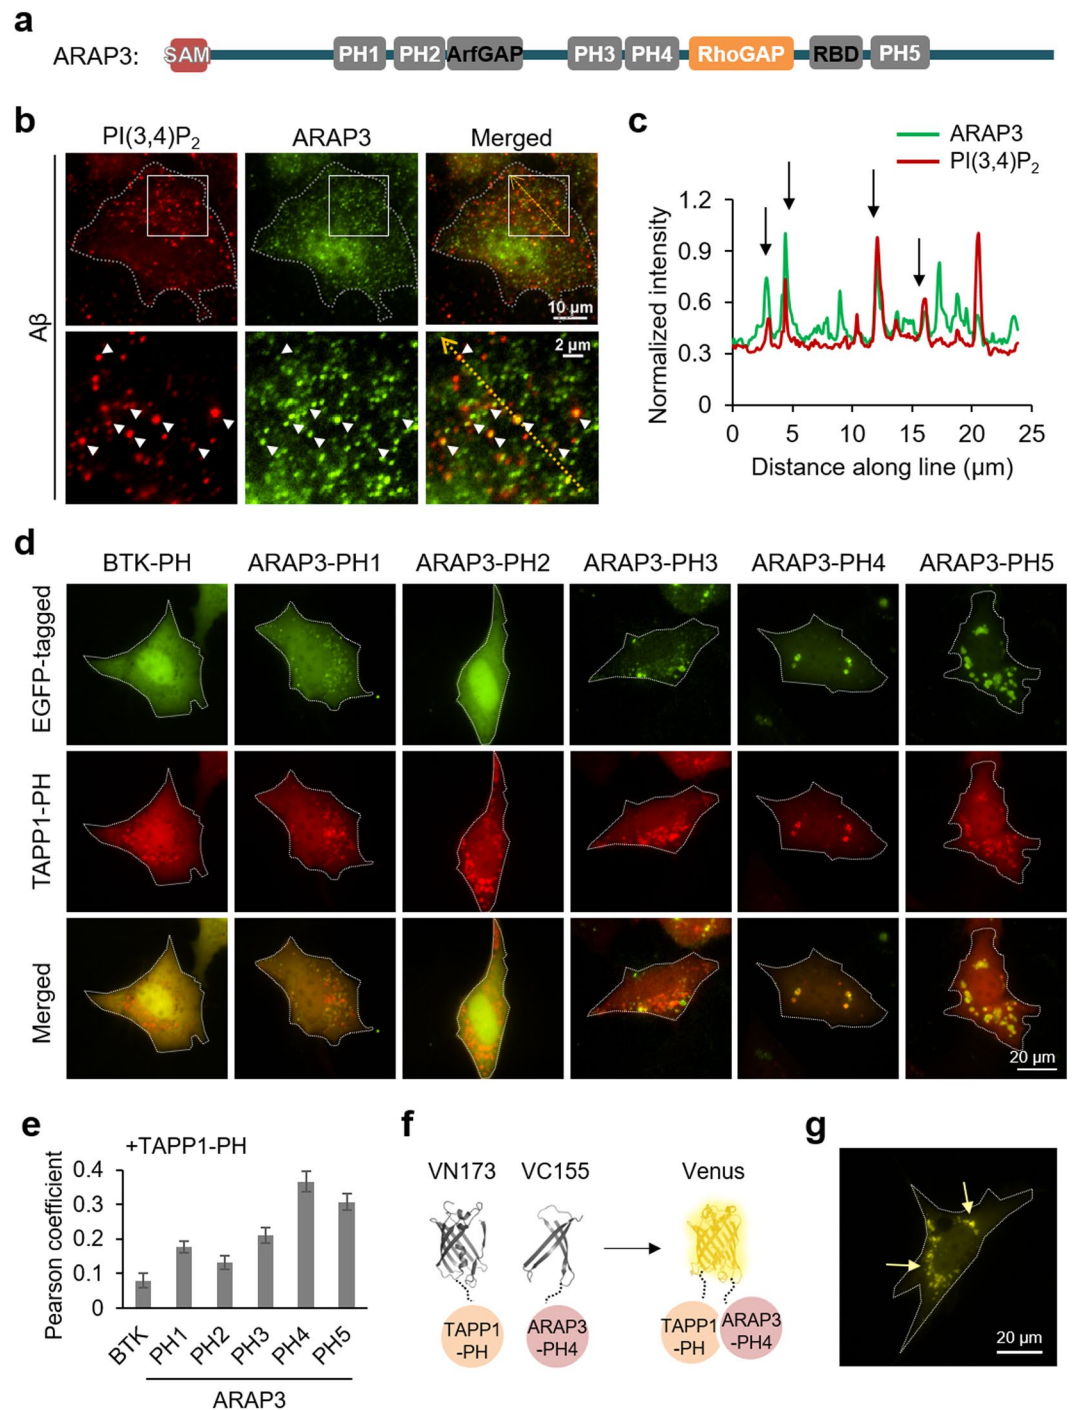 a
ARAP3:
SAM
PH1
PH2
ArfGAP
PH3
PH4
RhoGAP
RBD
PH5
b
PI(3,4)P₂
ARAP3
Merged
Aβ
10 µm
2 µm
c
ARAP3
PI(3,4)P₂
Normalized intensity
1.2
0.9
0.6
0.3
0
0 5 10 15 20 25
Distance along line (µm)
d
BTK-PH
ARAP3-PH1
ARAP3-PH2
ARAP3-PH3
ARAP3-PH4
ARAP3-PH5
EGFP-tagged
TAPP1-PH
Merged
20 µm
e
+TAPP1-PH
Pearson coefficient
0.4
0.3
0.2
0.1
0
BTK
PH1
PH2
PH3
PH4
PH5
ARAP3
f
VN173
VC155
Venus
TAPP1
-PH
ARAP3
-PH4
TAPP1
-PH
ARAP3
-PH4
g
20 µm